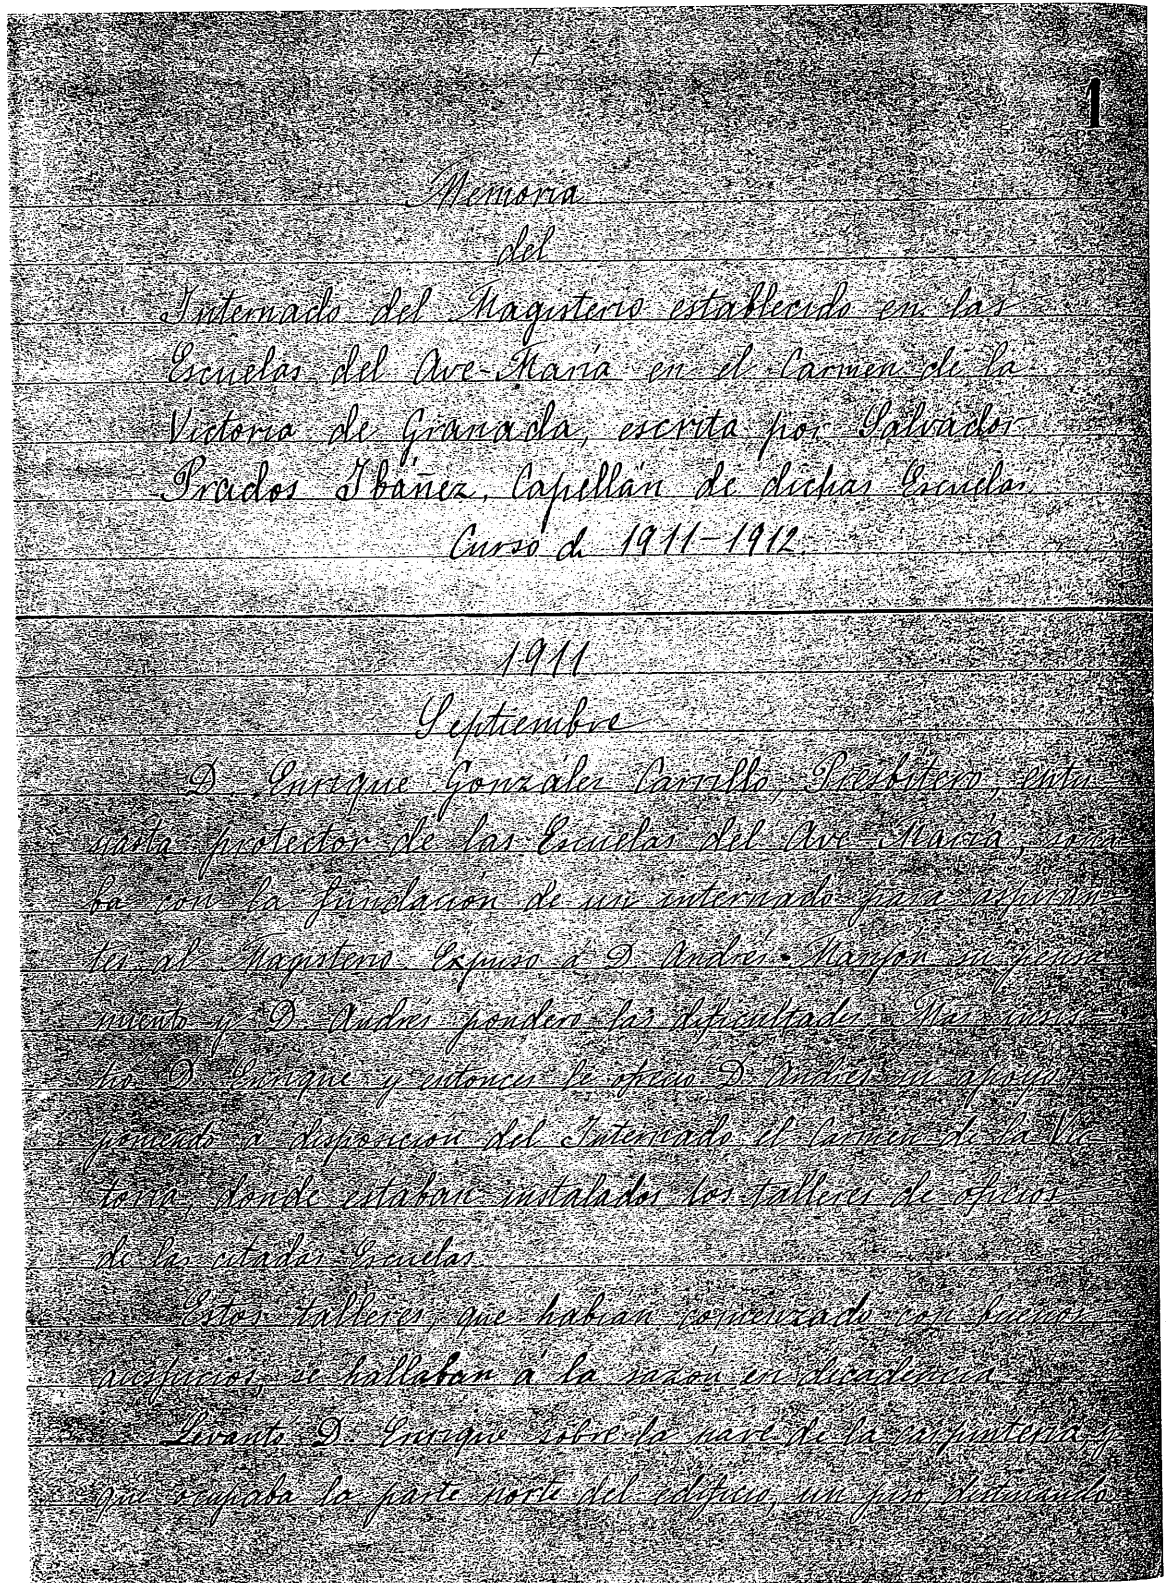 +
1
Memoria
del
Internado del Magisterio establecido en las
Escuelas del Ave-María en el Carmen de la
Victoria de Granada, escrita por Salvador
Prados Ibáñez, Capellán de dichas Escuelas.
Curso de 1911-1912.
1911
Septiembre
D. Enrique González Carrillo, Presbítero, entu-
siasta protector de las Escuelas del Ave-María, soña-
ba con la fundación de un internado para aspiran-
tes al Magisterio. Expuso á D. Andrés Manjón su pensa-
miento y D. Andrés ponderó las dificultades. Mas insis-
tió D. Enrique y entonces le ofreció D. Andrés su apoyo,
poniendo a disposición del Internado el Carmen de la Vic-
toria, donde estaban instalados los talleres de oficios
de las citadas Escuelas.
Estos talleres, que habían comenzado con buenos
auspicios, se hallaban á la sazón en decadencia.
Levantó D. Enrique sobre la nave de la carpintería, y
que ocupaba la parte norte del edificio, un piso, destinando